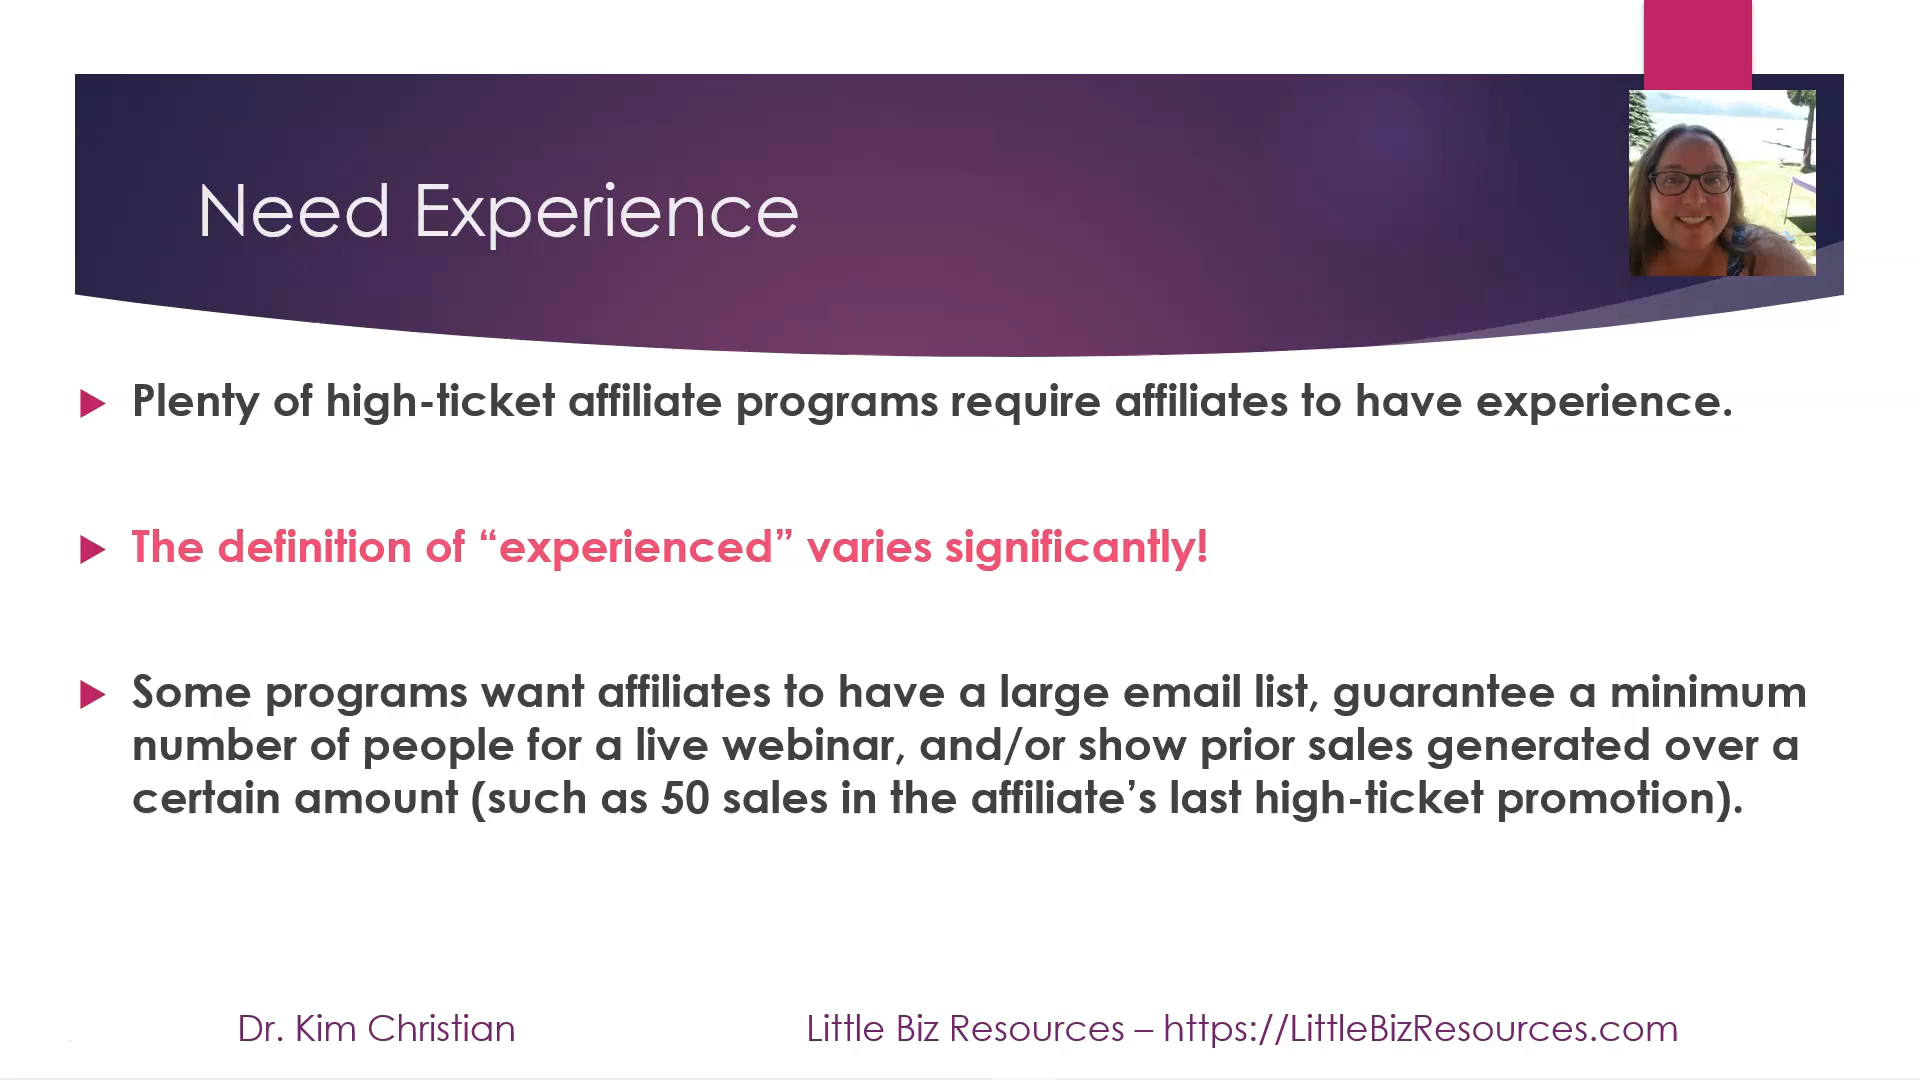 Need Experience
Plenty of high-ticket affiliate programs require affiliates to have experience.
The definition of “experienced” varies significantly!
Some programs want affiliates to have a large email list, guarantee a minimum
number of people for a live webinar, and/or show prior sales generated over a
certain amount (such as 50 sales in the affiliate’s last high-ticket promotion).
Dr. Kim Christian
Little Biz Resources – https://LittleBizResources.com